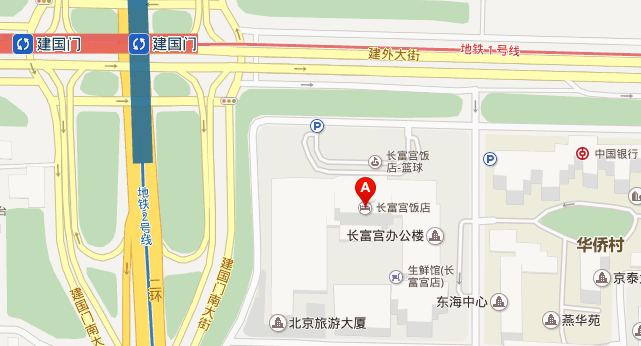 建国门
建国门
地铁1号线
建外大街
长富宫饭
店-篮球
中国银行
A
长富宫饭店
长富宫办公楼
地铁2号线
台
华侨村
生鲜馆(长
富宫店)
二环
京泰
东海中心
建国门南大
建国门南大街
北京旅游大厦
燕华苑
P
P